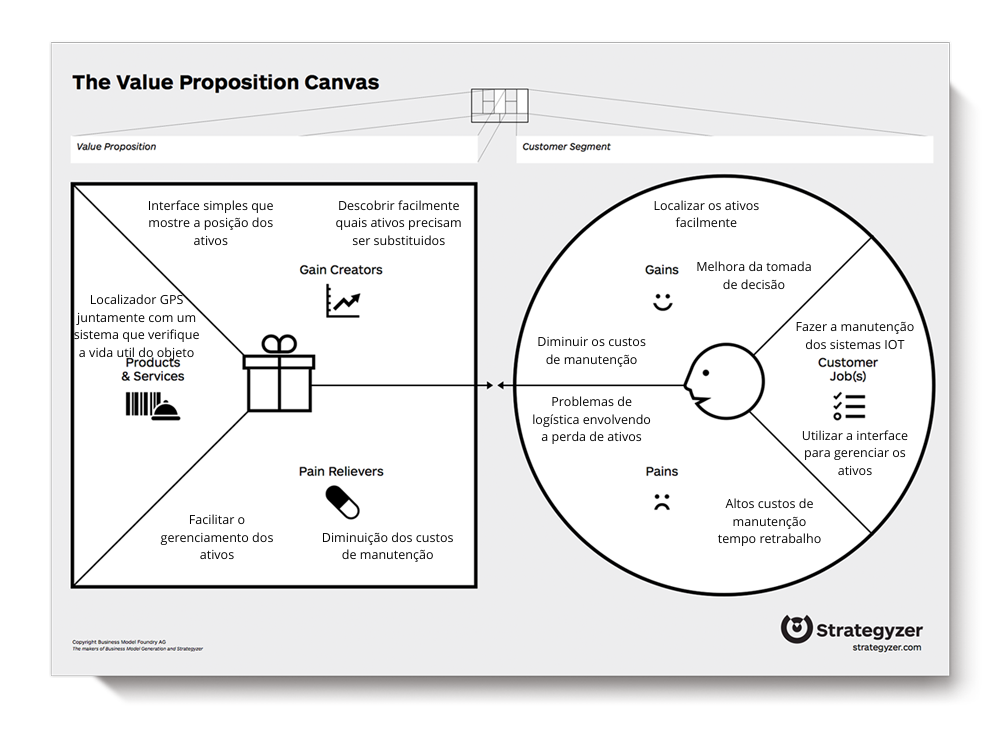 The Value Proposition Canvas
Value Proposition
Customer Segment
Interface simples que
mostre a posição dos
ativos
Descobrir facilmente
quais ativos precisam
ser substituidos
Gain Creators
Localizador GPS
juntamente com um
sistema que verifique
a vida util do objeto
Products
& Services
Pain Relievers
Facilitar o
gerenciamento dos
ativos
Diminuição dos custos
de manutenção
Localizar os ativos
facilmente
Gains
Melhora da tomada
de decisão
Diminuir os custos
de manutenção
Fazer a manutenção
dos sistemas IOT
Customer
Job(s)
Utilizar a interface
para gerenciar os
ativos
Problemas de
logística envolvendo
a perda de ativos
Pains
Altos custos de
manutenção
tempo retrabalho
Copyright Business Model Foundry AG
The makers of Business Model Generation and Strategyzer
Strategyzer
strategyzer.com